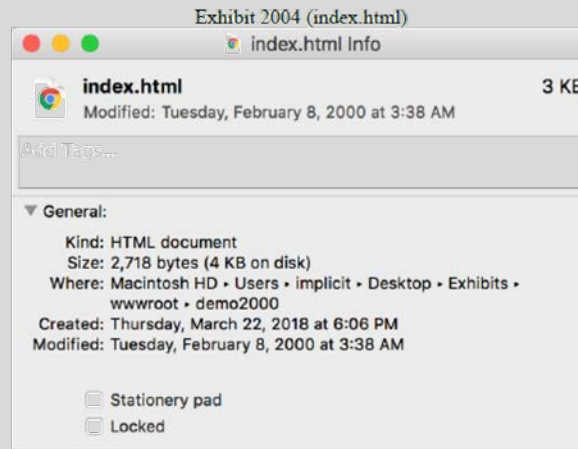 Exhibit 2004 (index.html)
index.html Info
index.html 3 KB
Modified: Tuesday, February 8, 2000 at 3:38 AM
Add Tags...
▼ General:
Kind: HTML document
Size: 2,718 bytes (4 KB on disk)
Where: Macintosh HD ▸ Users ▸ implicit ▸ Desktop ▸ Exhibits ▸
wwwroot ▸ demo2000
Created: Thursday, March 22, 2018 at 6:06 PM
Modified: Tuesday, February 8, 2000 at 3:38 AM
Stationery pad
Locked